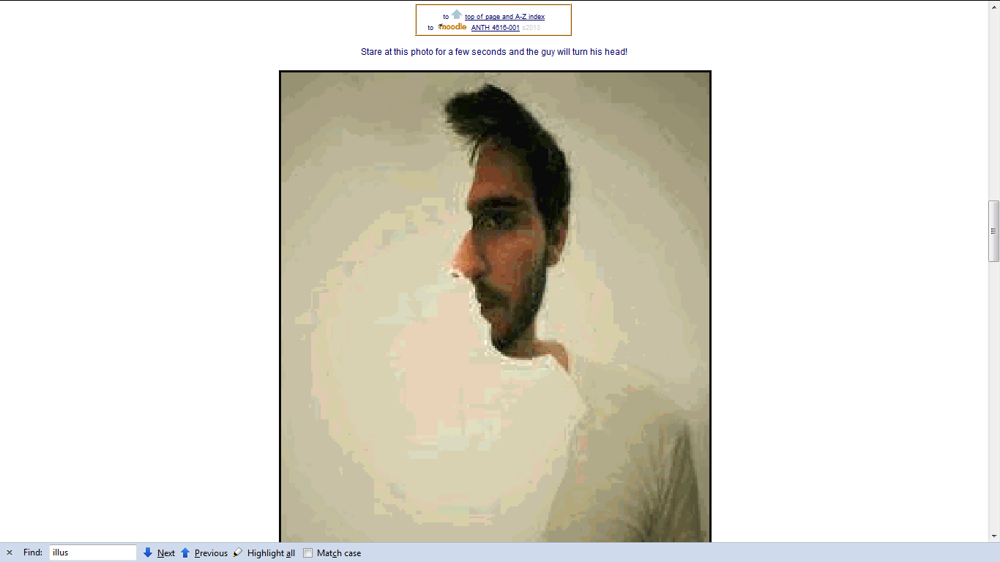 to top of page and A-Z index
to moodle ANTH 4616-001 s2013
Stare at this photo for a few seconds and the guy will turn his head!
× Find: illus Next Previous Highlight all Match case